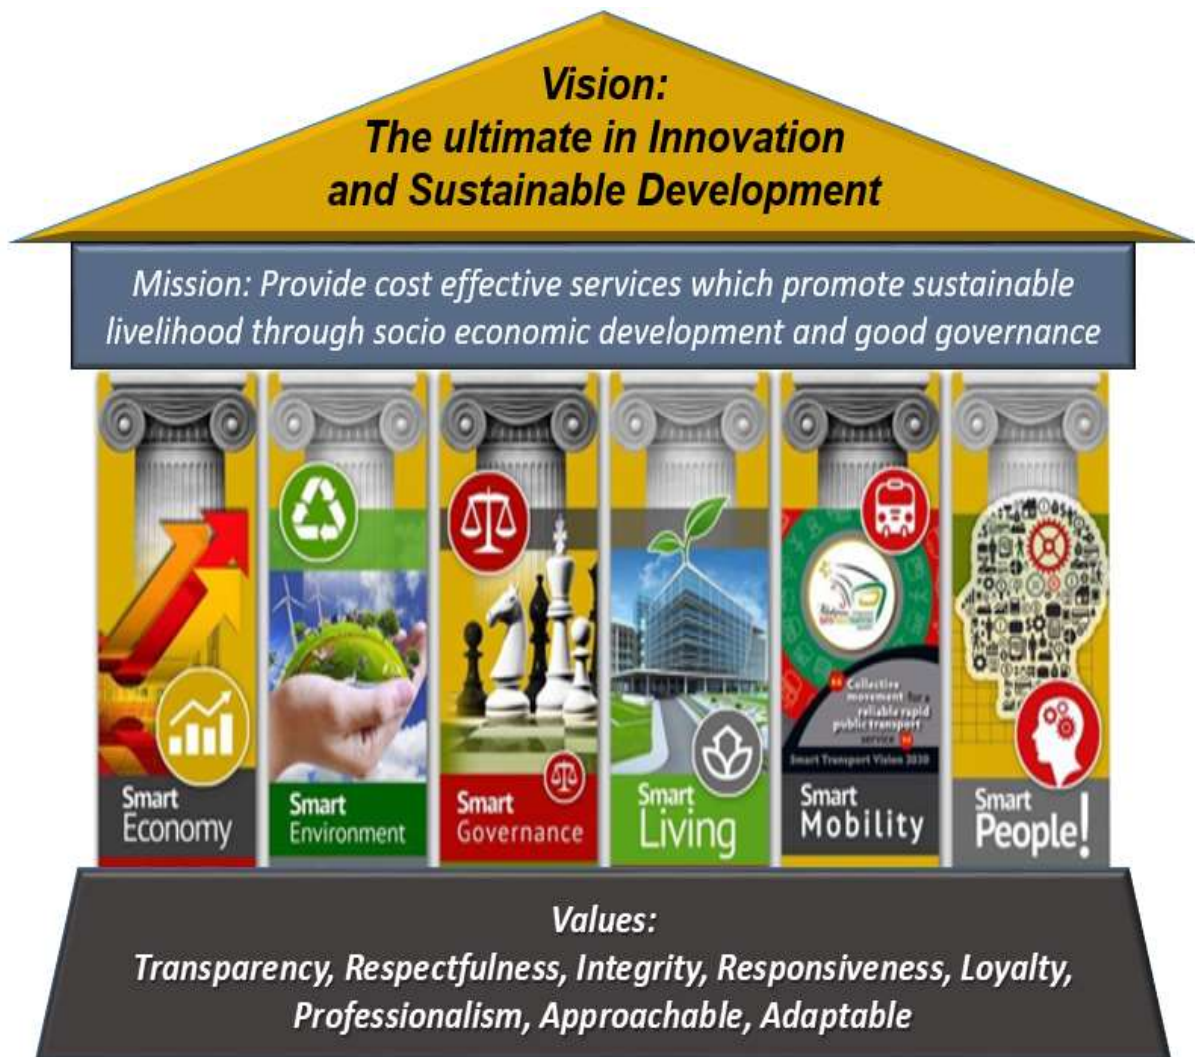 Vision:
The ultimate in Innovation
and Sustainable Development
Mission: Provide cost effective services which promote sustainable
livelihood through socio economic development and good governance
Smart
Economy
Smart
Environment
Smart
Governance
Smart
Living
Collective
movement for a
reliable rapid
public transport
service
Smart Transport Vision 2030
Smart
Mobility
Smart
People!
Values:
Transparency, Respectfulness, Integrity, Responsiveness, Loyalty,
Professionalism, Approachable, Adaptable